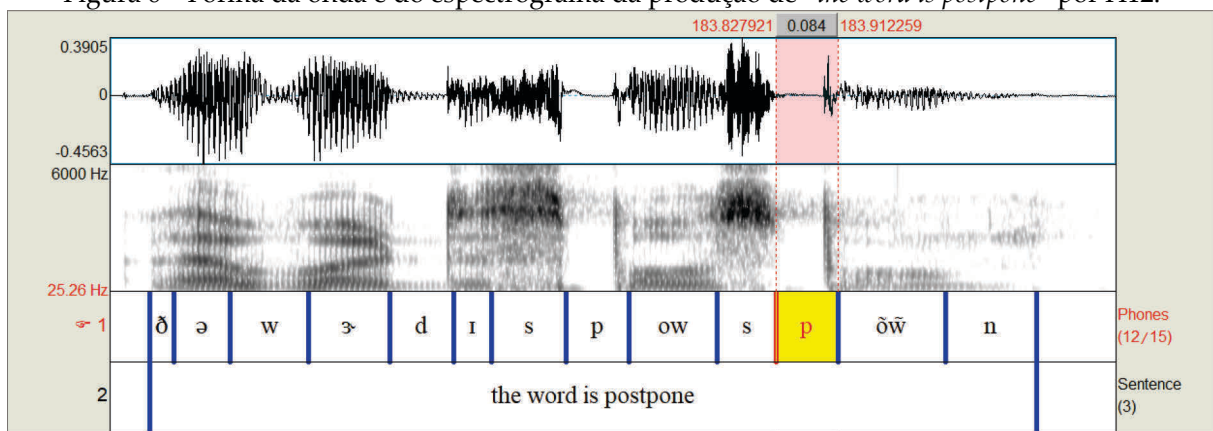 183.827921 0.084 183.912259
0.3905
0
-0.4563
6000 Hz
25.26 Hz
☞ 1 ð ə w ɝ d ɪ s p ow s p õw̃ n Phones
(12/15)
2 the word is postpone Sentence
(3)